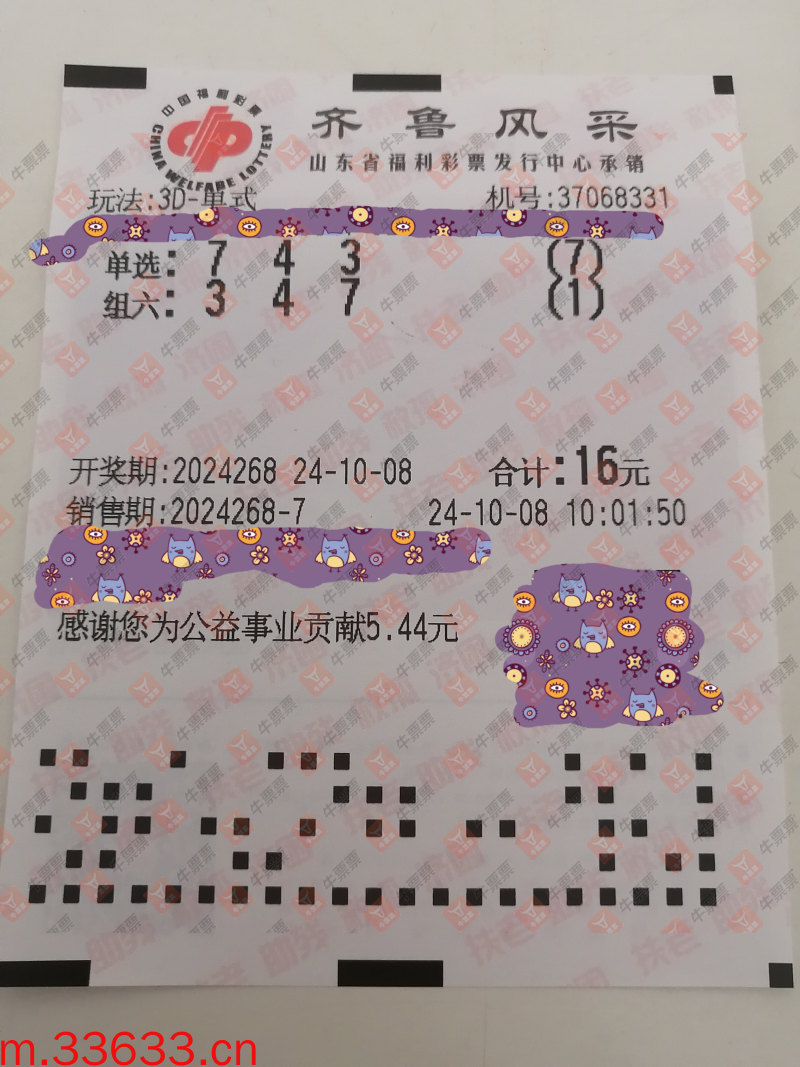 中国福利彩票
CHINA WELFARE LOTTERY
齐鲁风采
山东省福利彩票发行中心承销
玩法:3D-单式 机号:37068331
单选: 7 4 3 (7)
组六: 3 4 7 (1)
开奖期:2024268 24-10-08 合计:16元
销售期:2024268-7 24-10-08 10:01:50
感谢您为公益事业贡献5.44元
牛票票
m.33633.cn